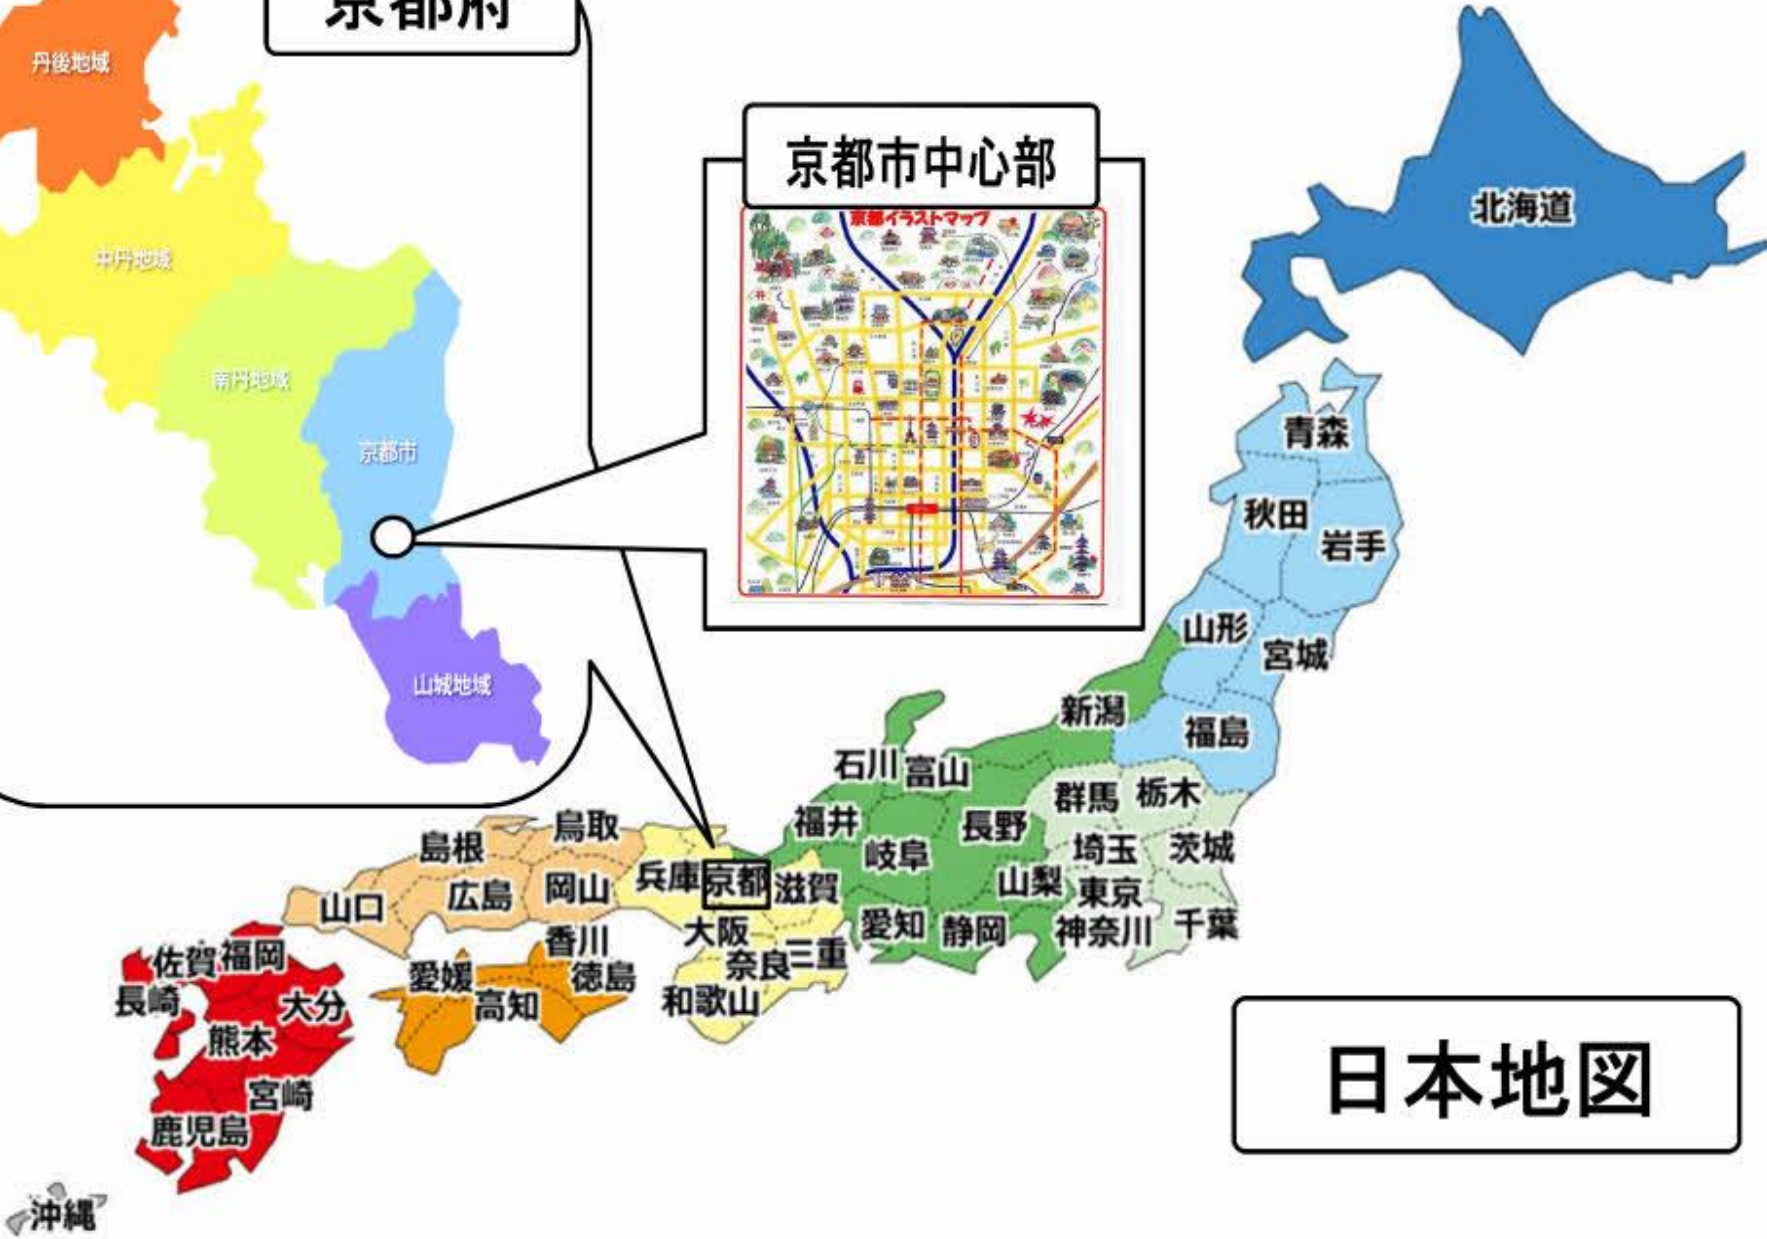 京都府
丹後地域
中丹地域
南丹地域
京都市
山城地域
京都市中心部
京都イラストマップ
北海道
青森
秋田
岩手
山形
宮城
新潟
福島
石川
富山
群馬
栃木
福井
長野
岐阜
埼玉
茨城
山梨
東京
愛知
静岡
神奈川
千葉
鳥取
島根
兵庫
京都
滋賀
岡山
広島
山口
大阪
三重
奈良
和歌山
香川
徳島
愛媛
高知
福岡
佐賀
長崎
大分
熊本
宮崎
鹿児島
沖縄
日本地図